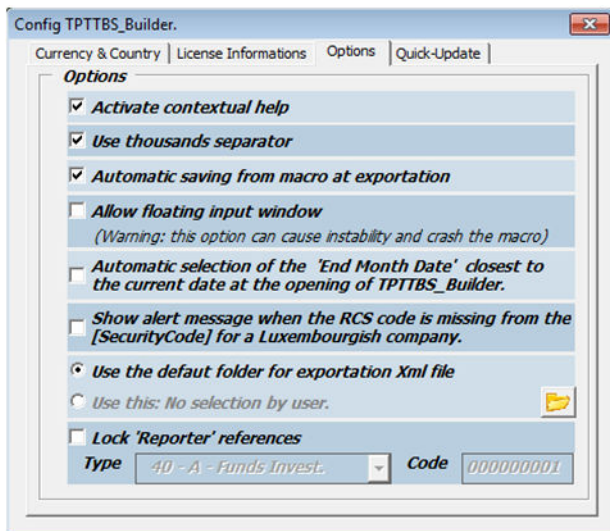 Config TPTTBS_Builder.
Currency & Country | License Informations | Options | Quick-Update
Options
Activate contextual help
Use thousands separator
Automatic saving from macro at exportation
Allow floating input window
(Warning: this option can cause instability and crash the macro)
Automatic selection of the 'End Month Date' closest to
the current date at the opening of TPTTBS_Builder.
Show alert message when the RCS code is missing from the
[SecurityCode] for a Luxembourgish company.
Use the defaut folder for exportation Xml file
Use this: No selection by user.
Lock 'Reporter' references
Type 40 - A - Funds Invest. Code 000000001